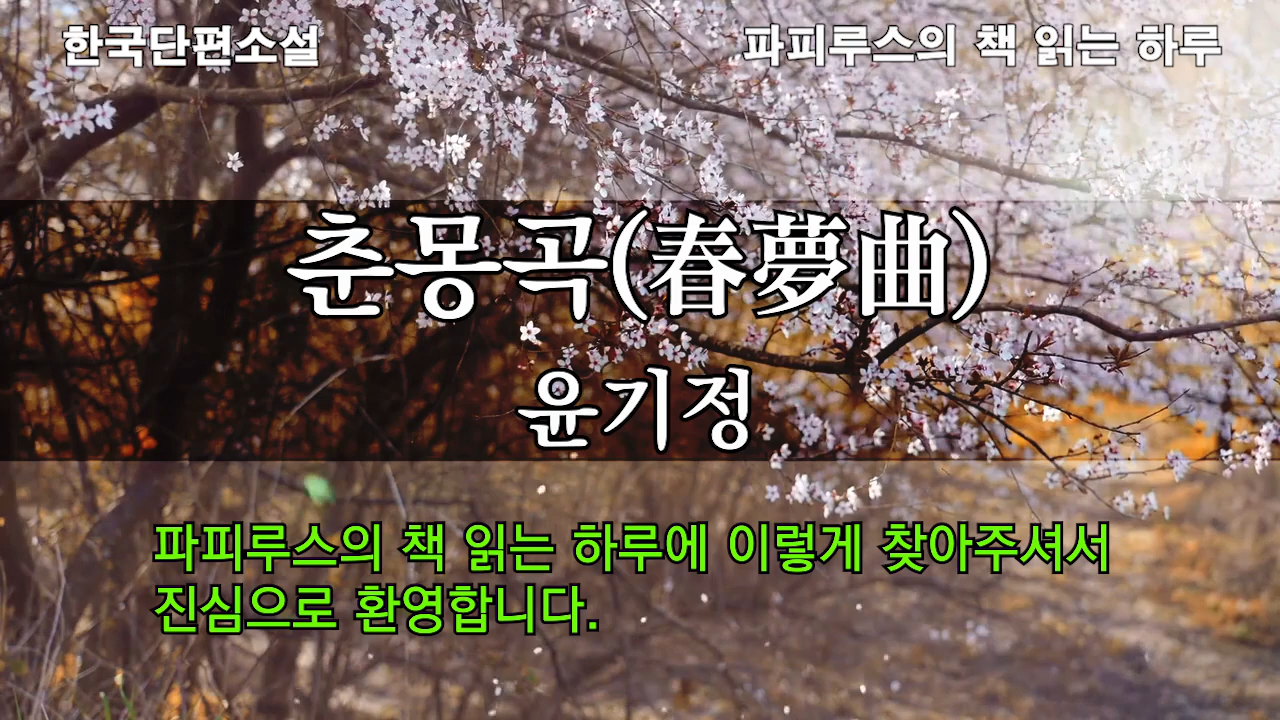 한국단편소설
파피루스의 책 읽는 하루
춘몽곡(春夢曲)
윤기정
파피루스의 책 읽는 하루에 이렇게 찾아주셔서
진심으로 환영합니다.